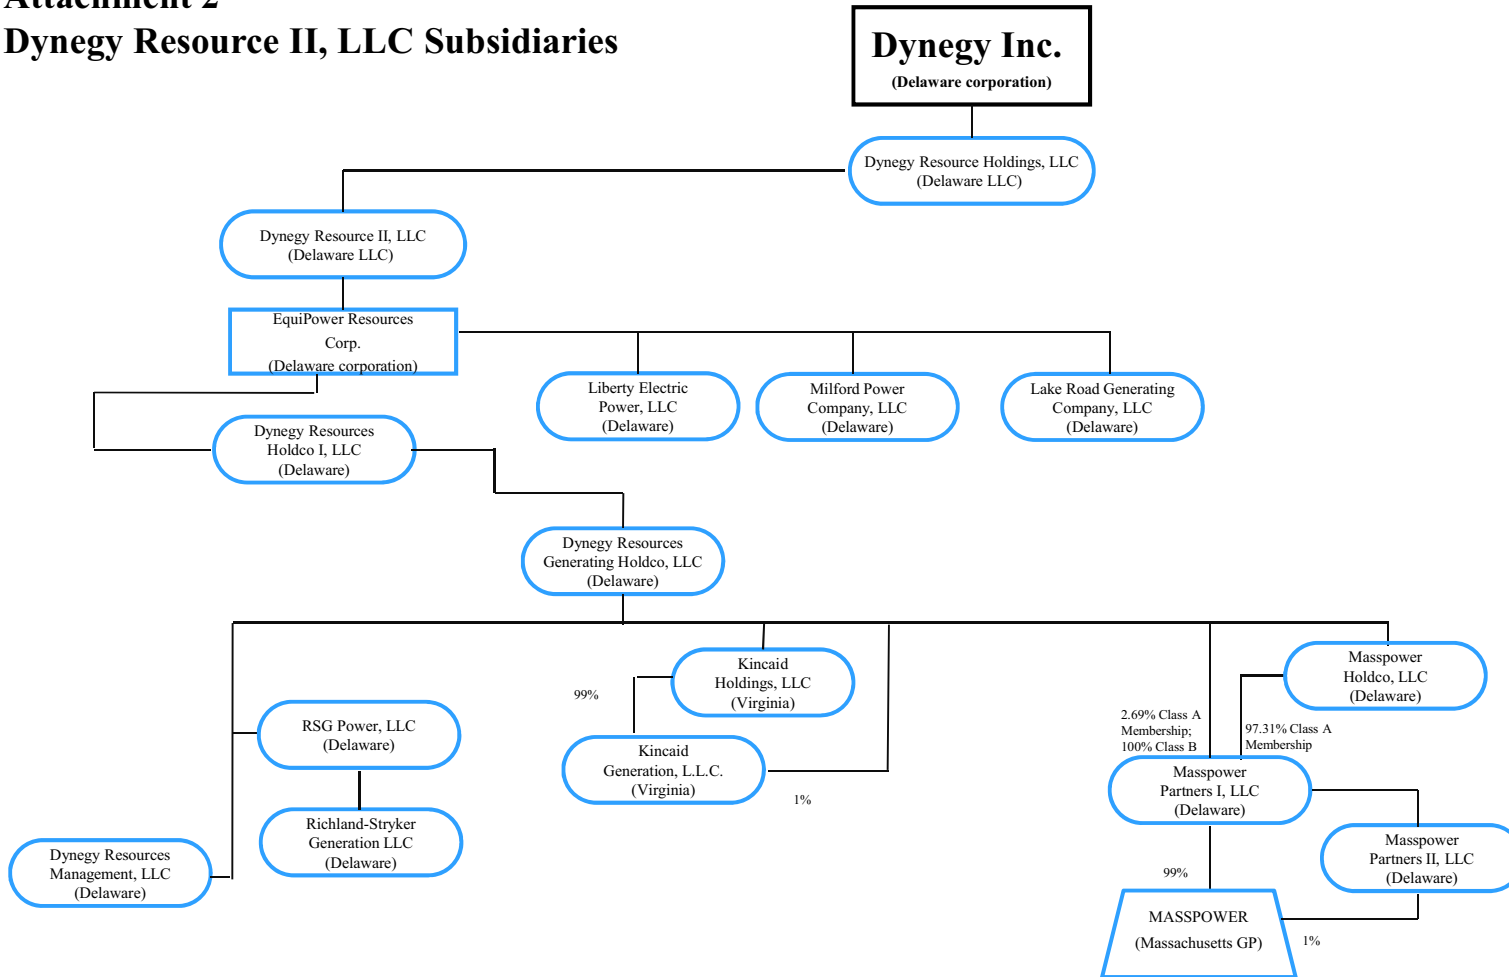 Attachment 2
Dynegy Resource II, LLC Subsidiaries
Dynegy Inc.
(Delaware corporation)
Dynegy Resource Holdings, LLC
(Delaware LLC)
Dynegy Resource II, LLC
(Delaware LLC)
EquiPower Resources
Corp.
(Delaware corporation)
Liberty Electric
Power, LLC
(Delaware)
Milford Power
Company, LLC
(Delaware)
Lake Road Generating
Company, LLC
(Delaware)
Dynegy Resources
Holdco I, LLC
(Delaware)
Dynegy Resources
Generating Holdco, LLC
(Delaware)
Kincaid
Holdings, LLC
(Virginia)
99%
Kincaid
Generation, L.L.C.
(Virginia)
1%
Masspower
Holdco, LLC
(Delaware)
2.69% Class A
Membership;
100% Class B
97.31% Class A
Membership
RSG Power, LLC
(Delaware)
Richland-Stryker
Generation LLC
(Delaware)
Dynegy Resources
Management, LLC
(Delaware)
Masspower
Partners I, LLC
(Delaware)
Masspower
Partners II, LLC
(Delaware)
99%
MASSPOWER
(Massachusetts GP)
1%